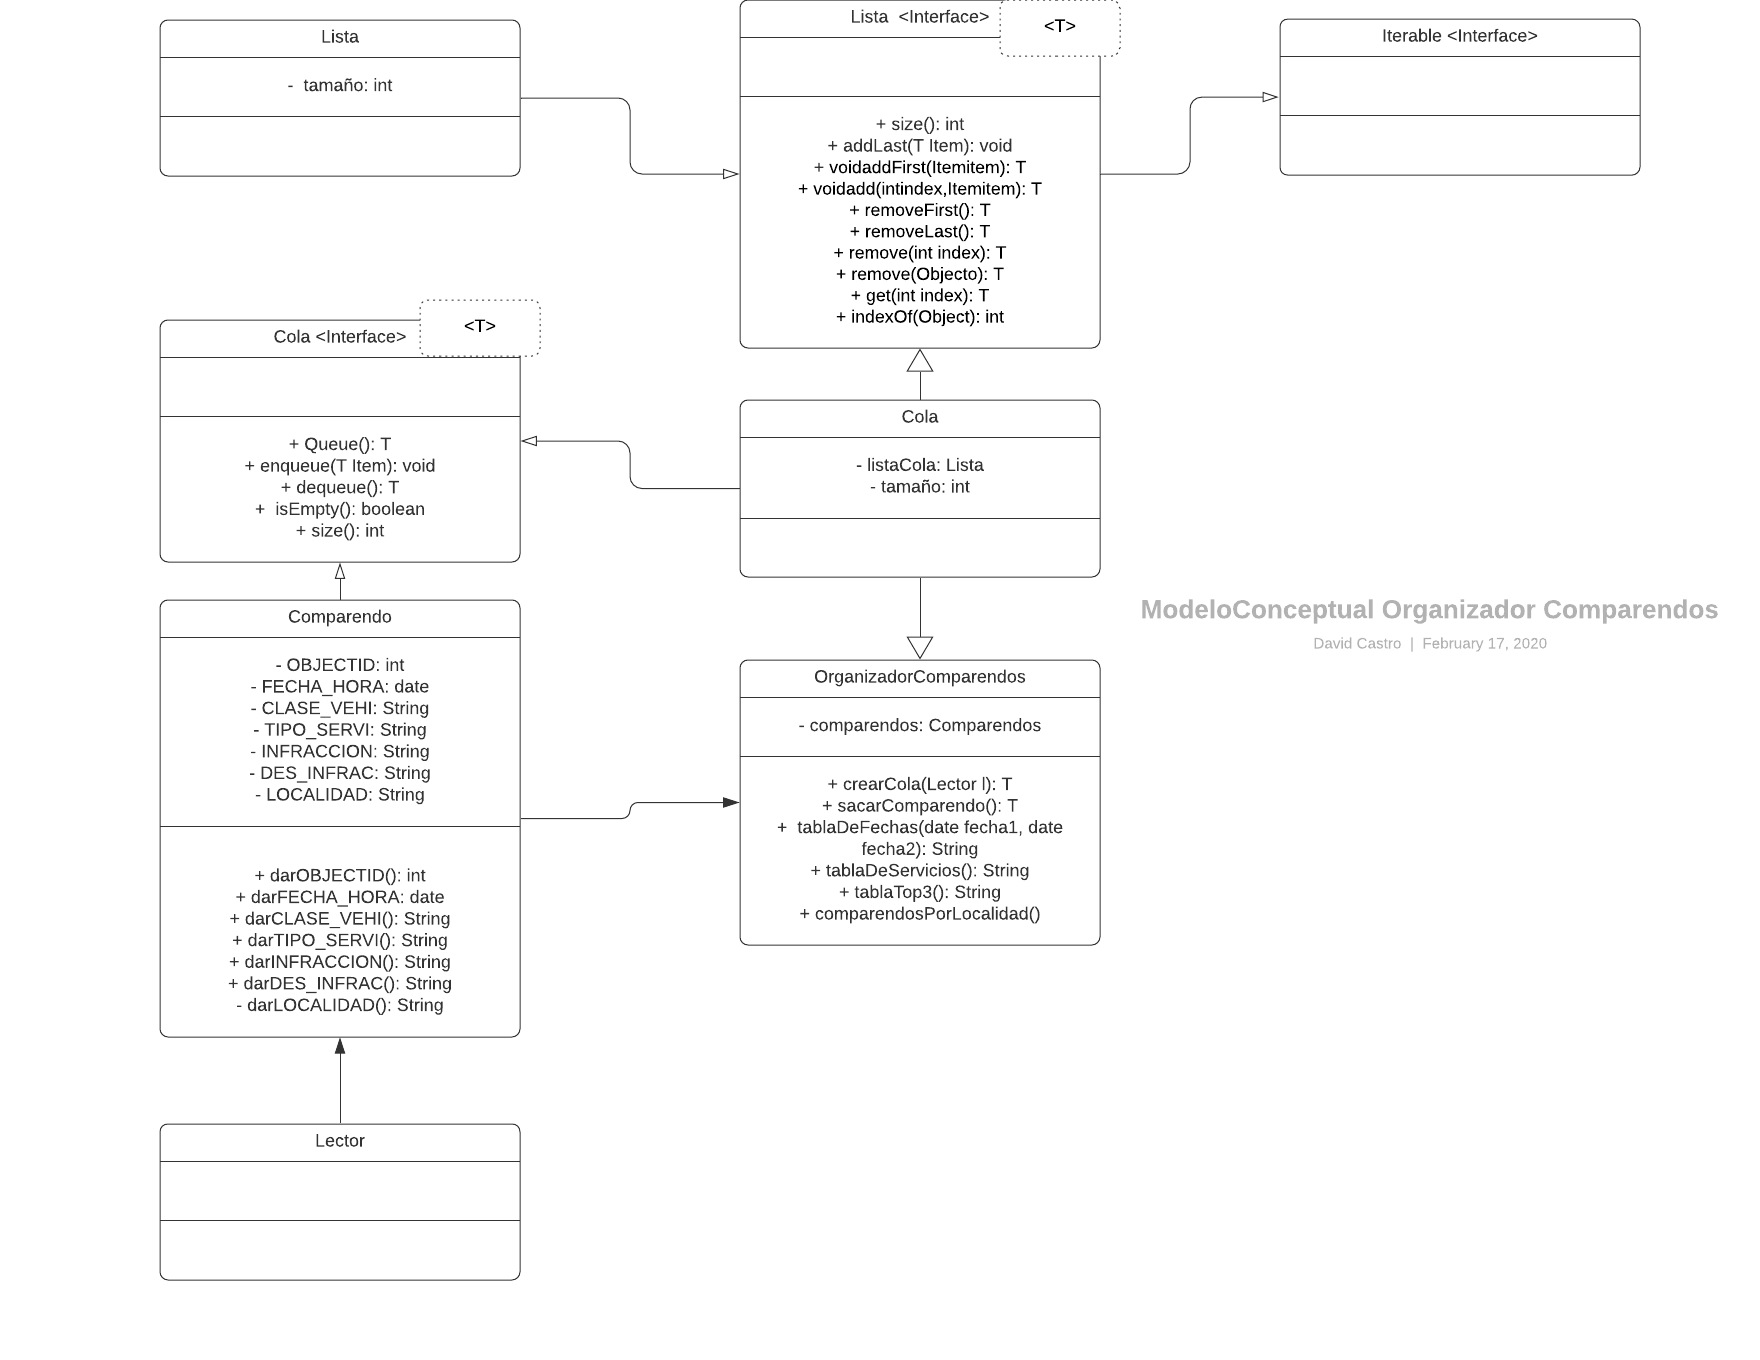 Lista
- tamaño: int
Lista <Interface>
<T>
+ size(): int
+ addLast(T Item): void
+ voidaddFirst(Itemitem): T
+ voidadd(intindex,Itemitem): T
+ removeFirst(): T
+ removeLast(): T
+ remove(int index): T
+ remove(Objecto): T
+ get(int index): T
+ indexOf(Object): int
Iterable <Interface>
Cola <Interface>
<T>
+ Queue(): T
+ enqueue(T Item): void
+ dequeue(): T
+ isEmpty(): boolean
+ size(): int
Cola
- listaCola: Lista
- tamaño: int
ModeloConceptual Organizador Comparendos
David Castro | February 17, 2020
Comparendo
- OBJECTID: int
- FECHA_HORA: date
- CLASE_VEHI: String
- TIPO_SERVI: String
- INFRACCION: String
- DES_INFRAC: String
- LOCALIDAD: String
+ darOBJECTID(): int
+ darFECHA_HORA: date
+ darCLASE_VEHI(): String
+ darTIPO_SERVI(): String
+ darINFRACCION(): String
+ darDES_INFRAC(): String
- darLOCALIDAD(): String
OrganizadorComparendos
- comparendos: Comparendos
+ crearCola(Lector l): T
+ sacarComparendo(): T
+ tablaDeFechas(date fecha1, date
fecha2): String
+ tablaDeServicios(): String
+ tablaTop3(): String
+ comparendosPorLocalidad()
Lector